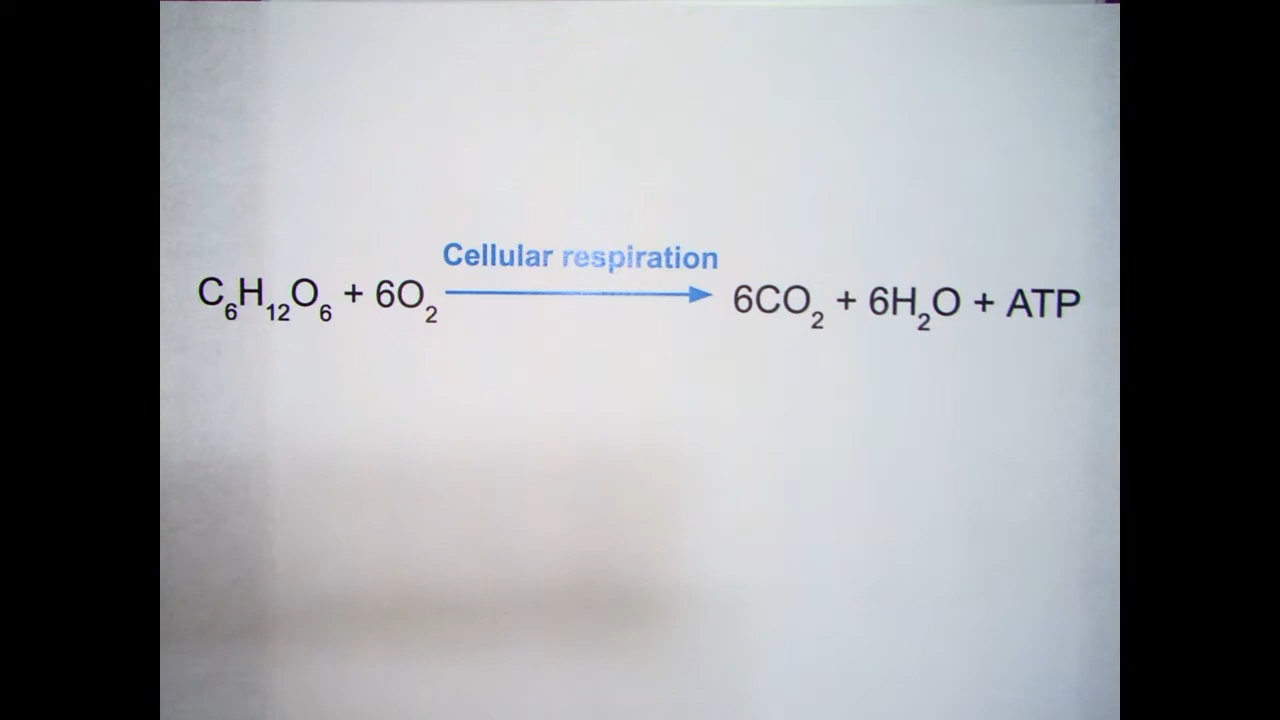 Cellular respiration
C₆H₁₂O₆ + 6O₂ → 6CO₂ + 6H₂O + ATP